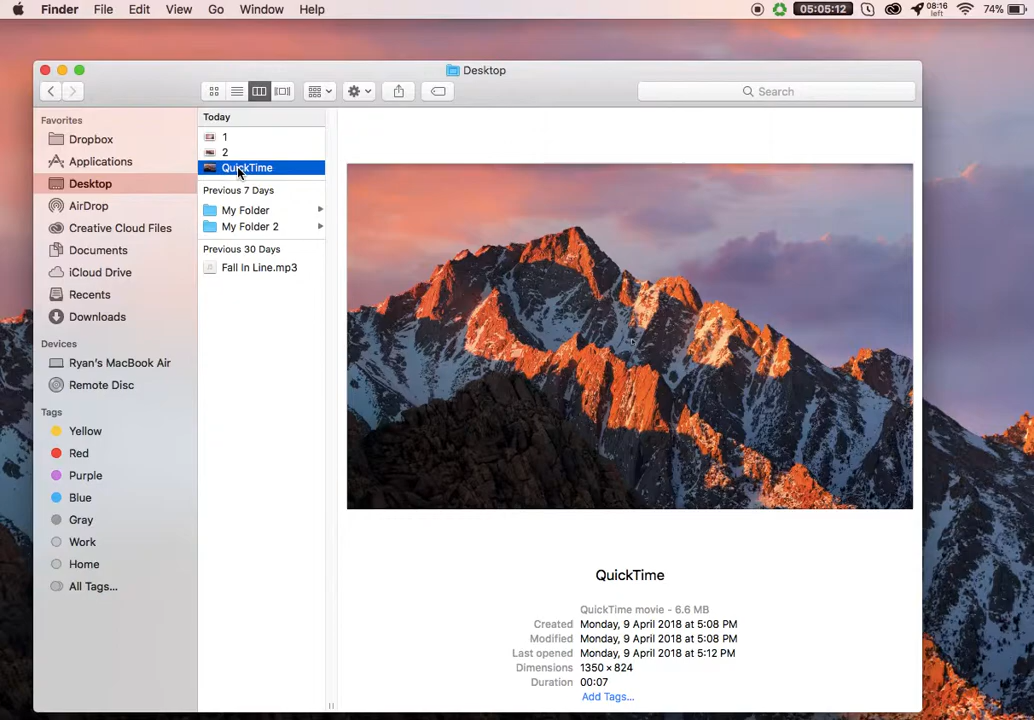 Finder File Edit View Go Window Help 05:05:12 08:16 left 74%
Desktop
Search
Favorites
Dropbox
Applications
Desktop
AirDrop
Creative Cloud Files
Documents
iCloud Drive
Recents
Downloads
Devices
Ryan's MacBook Air
Remote Disc
Tags
Yellow
Red
Purple
Blue
Gray
Work
Home
All Tags...
Today
1
2
QuickTime
Previous 7 Days
My Folder
My Folder 2
Previous 30 Days
Fall In Line.mp3
QuickTime
QuickTime movie - 6.6 MB
Created Monday, 9 April 2018 at 5:08 PM
Modified Monday, 9 April 2018 at 5:08 PM
Last opened Monday, 9 April 2018 at 5:12 PM
Dimensions 1350 × 824
Duration 00:07
Add Tags...